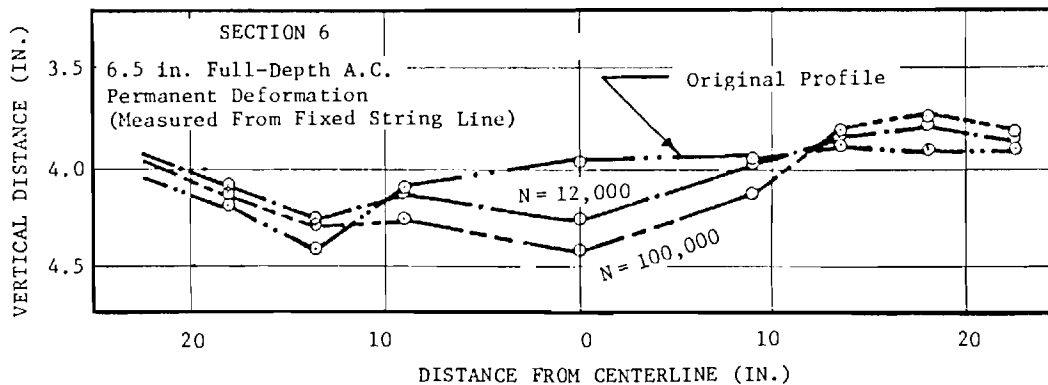 SECTION 6
6.5 in. Full-Depth A.C.
Permanent Deformation
(Measured From Fixed String Line)
Original Profile
N = 12,000
N = 100,000
VERTICAL DISTANCE (IN.)
3.5
4.0
4.5
20
10
0
10
20
DISTANCE FROM CENTERLINE (IN.)